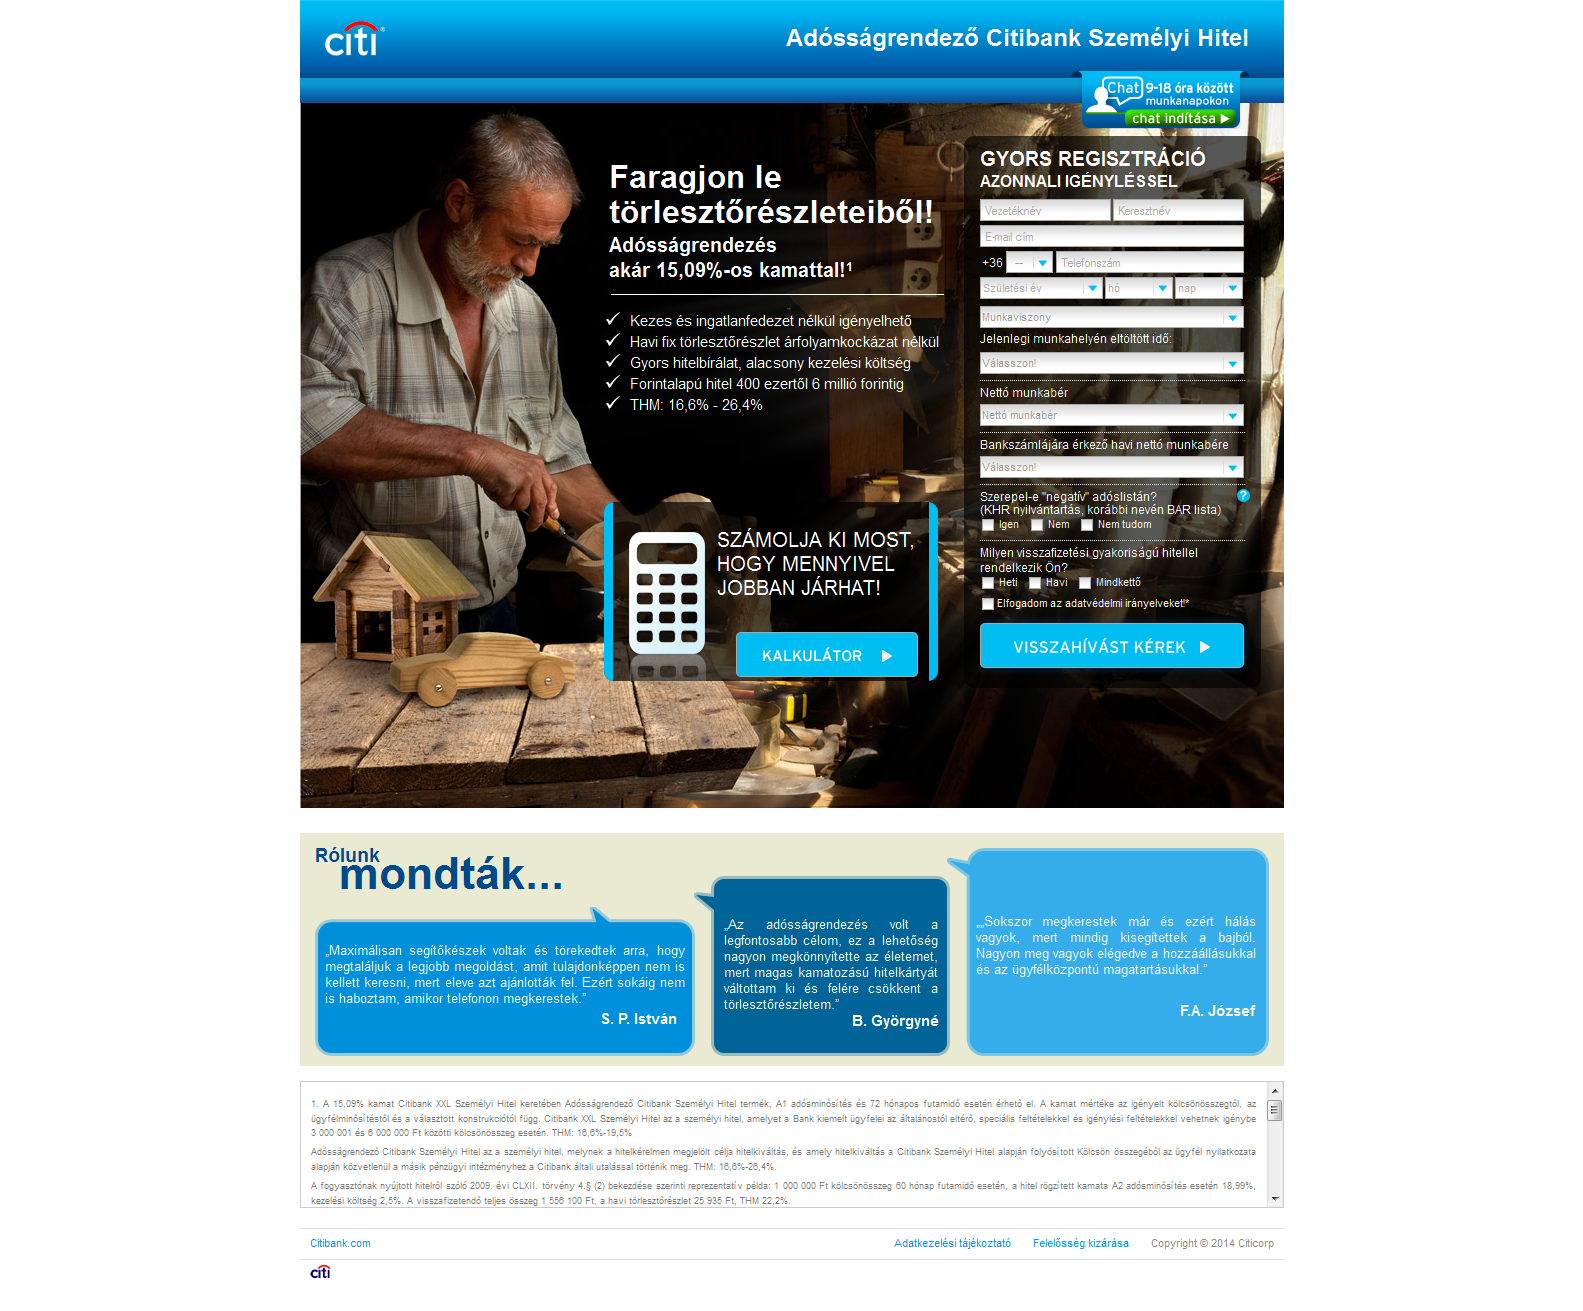 citi
Adósságrendező Citibank Személyi Hitel
Chat 9-18 óra között
munkanapokon
chat indítása
Faragjon le
törlesztőrészleteiből!
Adósságrendezés
akár 15,09%-os kamattal!¹
Kezes és ingatlanfedezet nélkül igényelhető
Havi fix törlesztőrészlet árfolyamkockázat nélkül
Gyors hitelbírálat, alacsony kezelési költség
Forintalapú hitel 400 ezertől 6 millió forintig
THM: 16,6% - 26,4%
SZÁMOLJA KI MOST,
HOGY MENNYIVEL
JOBBAN JÁRHAT!
KALKULÁTOR
GYORS REGISZTRÁCIÓ
AZONNALI IGÉNYLÉSSEL
Vezetéknév Keresztnév
E-mail cím
+36 -- Telefonszám
Születési év hó nap
Munkaviszony
Jelenlegi munkahelyén eltöltött idő:
Válasszon!
Nettó munkabér
Nettó munkabér
Bankszámlájára érkező havi nettó munkabére
Válasszon!
Szerepel-e "negatív" adóslistán? ?
(KHR nyilvántartás, korábbi nevén BAR lista)
Igen Nem Nem tudom
Milyen visszafizetési gyakoriságú hitellel
rendelkezik Ön?
Heti Havi Mindkettő
Elfogadom az adatvédelmi irányelveket!*
VISSZAHÍVÁST KÉREK
Rólunk
mondták...
„Maximálisan segítőkészek voltak és törekedtek arra, hogy
megtaláljuk a legjobb megoldást, amit tulajdonképpen nem is
kellett keresni, mert eleve azt ajánlották fel. Ezért sokáig nem
is haboztam, amikor telefonon megkerestek.”
S. P. István
„Az adósságrendezés volt a
legfontosabb célom, ez a lehetőség
nagyon megkönnyítette az életemet,
mert magas kamatozású hitelkártyát
váltottam ki és felére csökkent a
törlesztőrészletem.”
B. Györgyné
„„Sokszor megkerestek már és ezért hálás
vagyok, mert mindig kisegítettek a bajból.
Nagyon meg vagyok elégedve a hozzáállásukkal
és az ügyfélközpontú magatartásukkal.”
F.A. József
1. A 15,09% kamat Citibank XXL Személyi Hitel keretében Adósságrendező Citibank Személyi Hitel termék, A1 adósminősítés és 72 hónapos futamidő esetén érhető el. A kamat mértéke az igényelt kölcsönösszegtől, az
ügyfélminősítéstől és a választott konstrukciótól függ. Citibank XXL Személyi Hitel az a személyi hitel, amelyet a Bank kiemelt ügyfelei az általánostól eltérő, speciális feltételekkel és igénylési feltételekkel vehetnek igénybe
3 000 001 és 6 000 000 Ft közötti kölcsönösszeg esetén. THM: 16,6%-19,5%
Adósságrendező Citibank Személyi Hitel az a személyi hitel, melynek a hitelkérelmen megjelölt célja hitelkiváltás, és amely hitelkiváltás a Citibank Személyi Hitel alapján folyósított Kölcsön összegéből az ügyfél nyilatkozata
alapján közvetlenül a másik pénzügyi intézményhez a Citibank általi utalással történik meg. THM: 16,6%-26,4%.
A fogyasztónak nyújtott hitelről szóló 2009. évi CLXII. törvény 4.§ (2) bekezdése szerinti reprezentatív példa: 1 000 000 Ft kölcsönösszeg 60 hónap futamidő esetén, a hitel rögzített kamata A2 adósminősítés esetén 18,99%,
kezelési költség 2,5%. A visszafizetendő teljes összeg 1 556 100 Ft, a havi törlesztőrészlet 25 935 Ft, THM 22,2%.
Citibank.com Adatkezelési tájékoztató Felelősség kizárása Copyright © 2014 Citicorp
citi